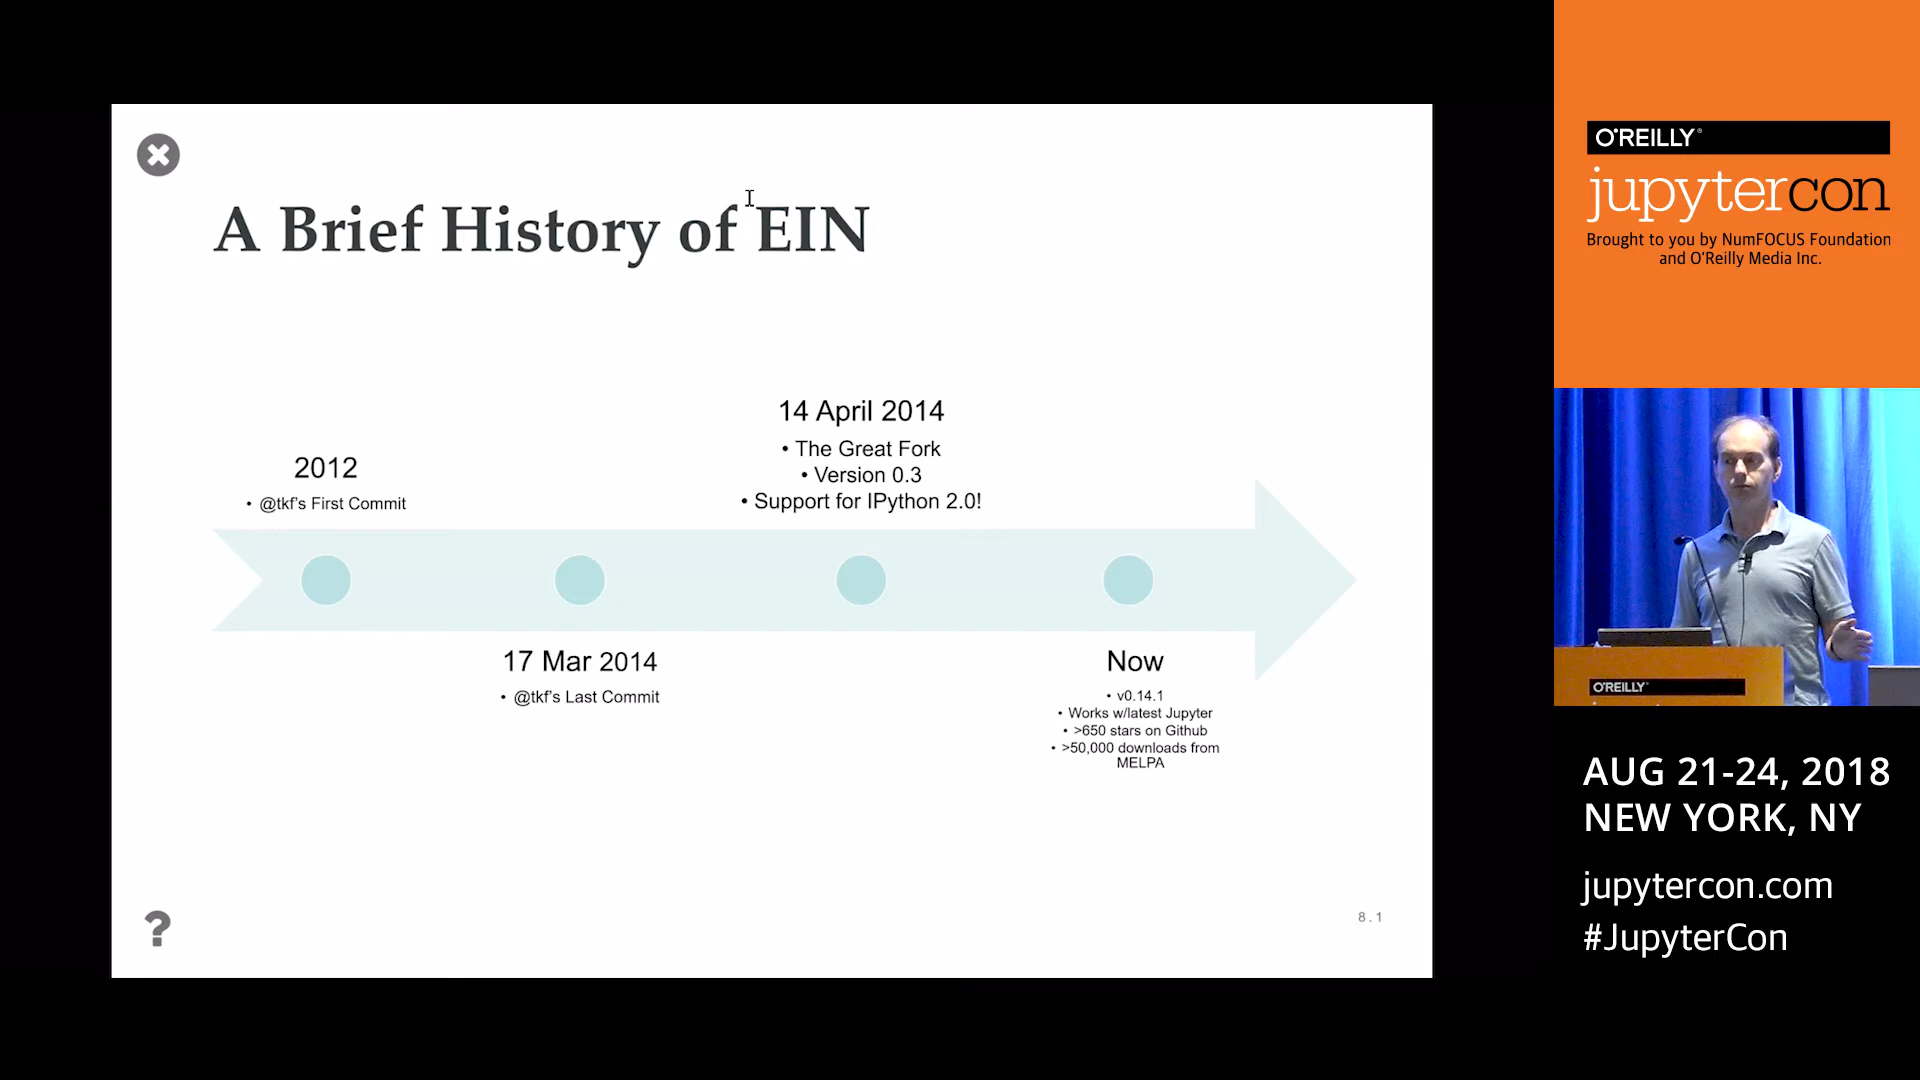 A Brief History of EIN
2012
• @tkf's First Commit
17 Mar 2014
• @tkf's Last Commit
14 April 2014
• The Great Fork
• Version 0.3
• Support for IPython 2.0!
Now
• v0.14.1
• Works w/latest Jupyter
• >650 stars on Github
• >50,000 downloads from
MELPA
?
8.1
O'REILLY®
jupytercon
Brought to you by NumFOCUS Foundation
and O'Reilly Media Inc.
O'REILLY
AUG 21-24, 2018
NEW YORK, NY
jupytercon.com
#JupyterCon